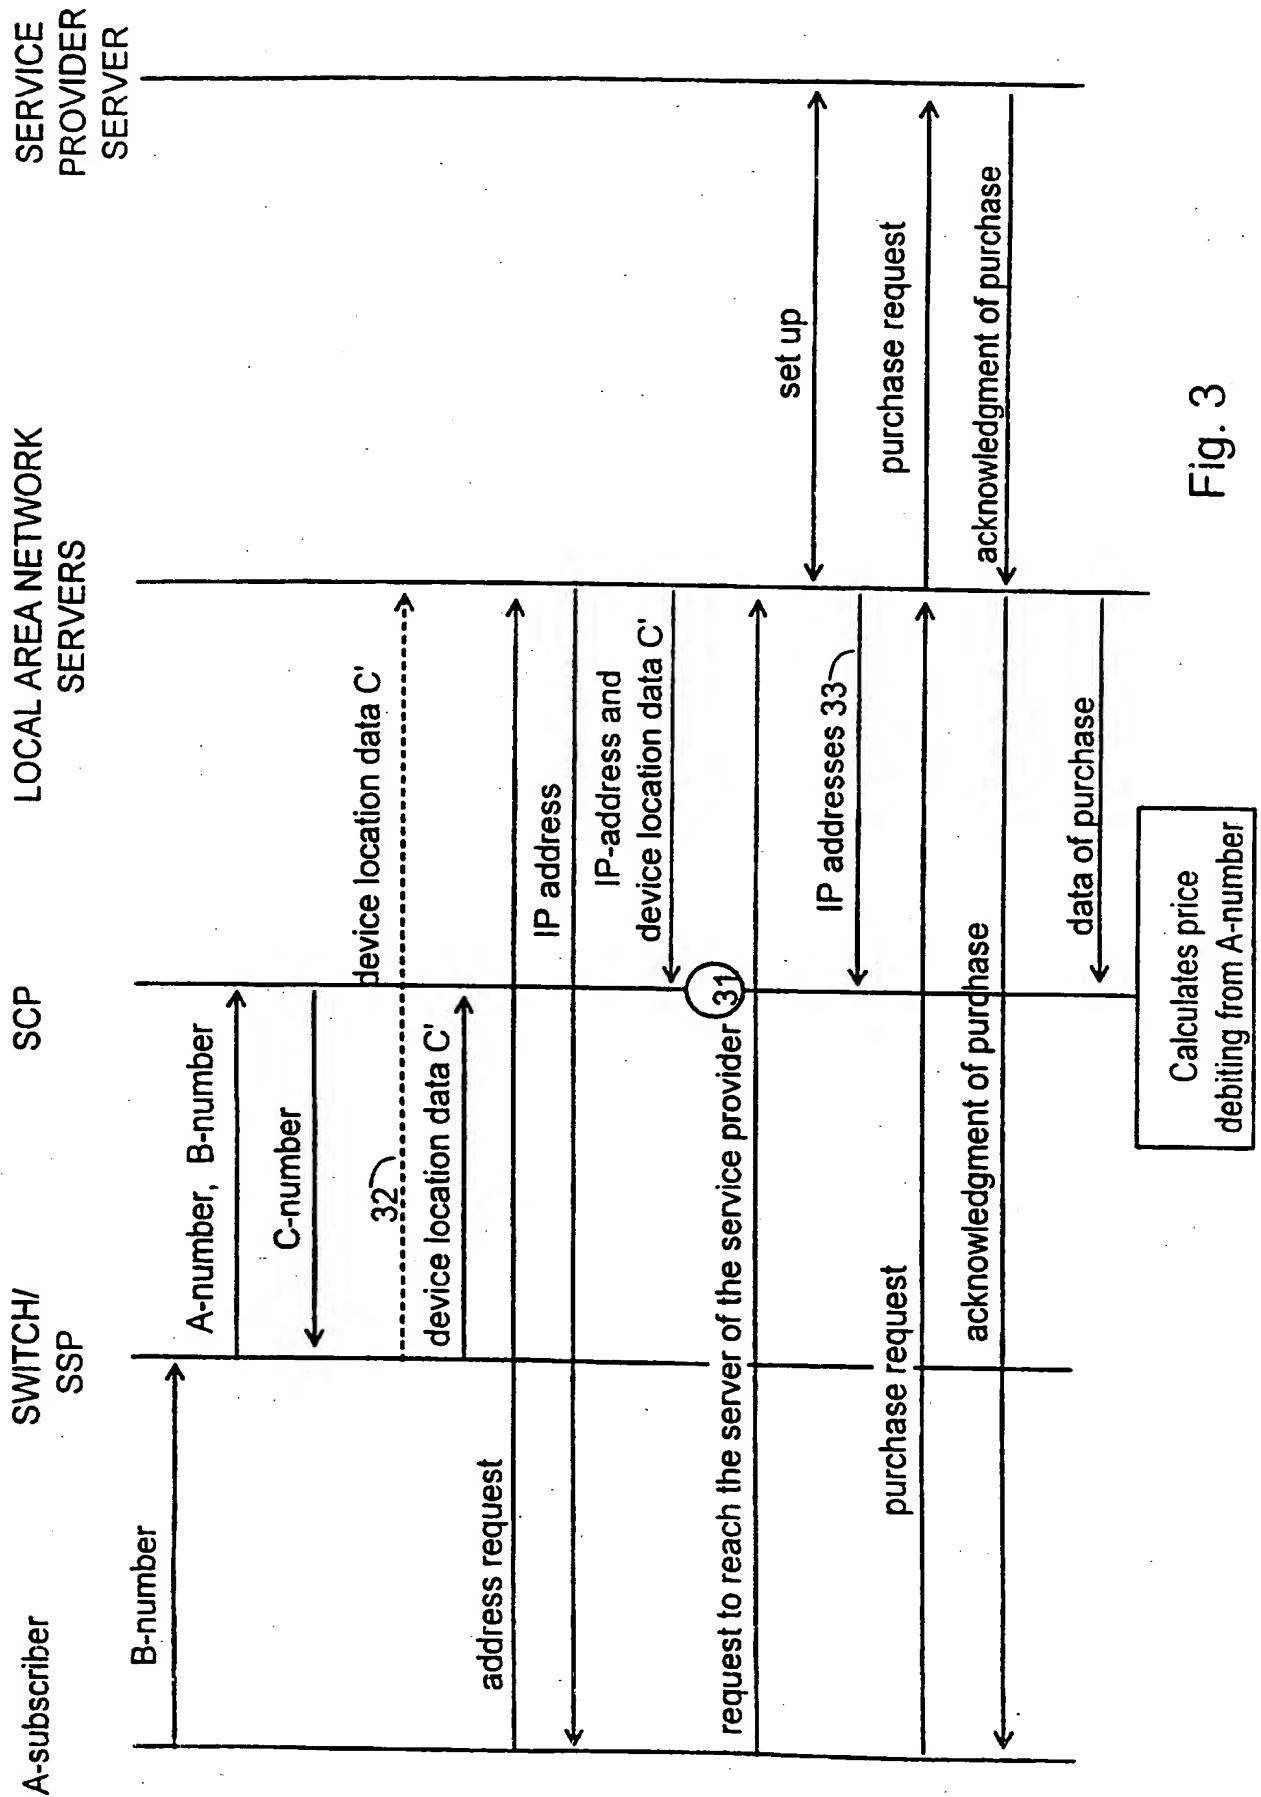 A-subscriber
SWITCH/
SSP
SCP
LOCAL AREA NETWORK
SERVERS
SERVICE
PROVIDER
SERVER
B-number
A-number, B-number
C-number
32
device location data C'
device location data C'
address request
IP address
IP-address and
device location data C'
31
request to reach the server of the service provider
set up
IP addresses 33
purchase request
purchase request
acknowledgment of purchase
acknowledgment of purchase
data of purchase
Calculates price
debiting from A-number
Fig. 3